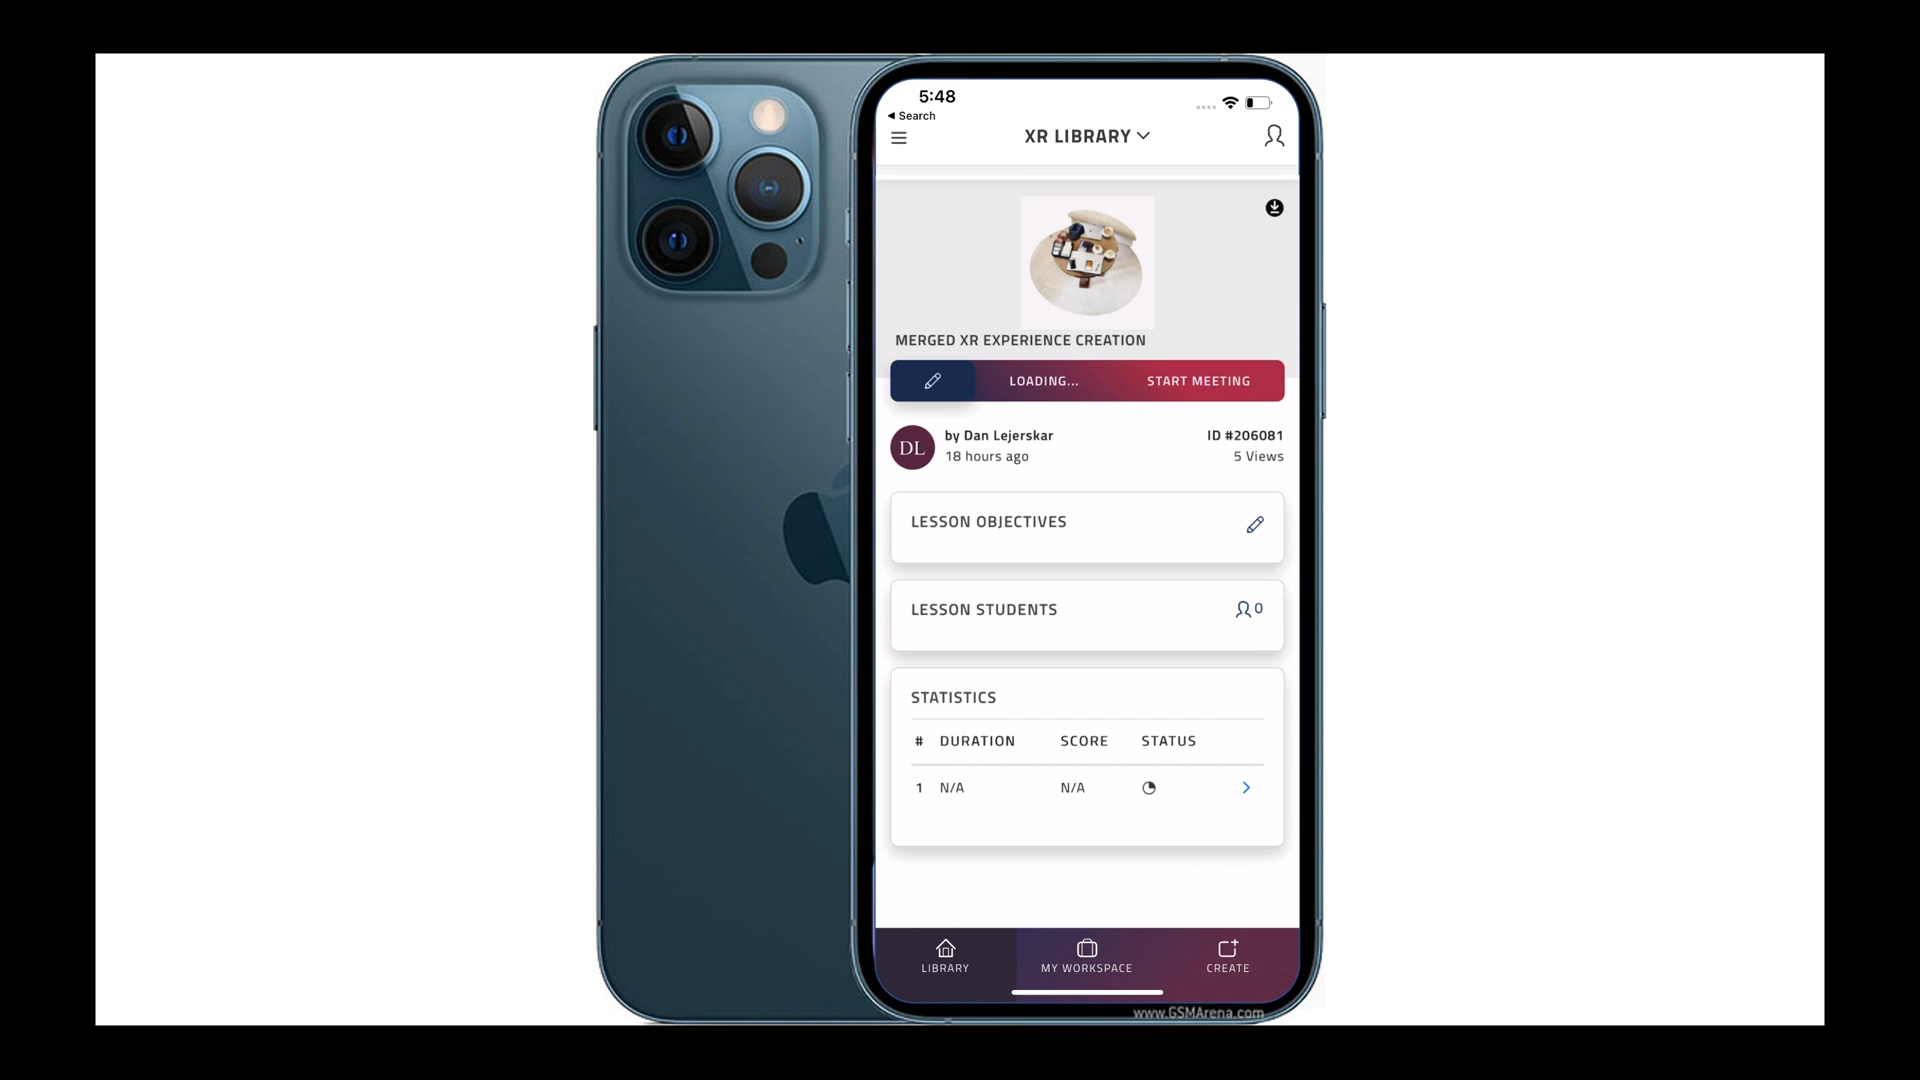 5:48
Search
XR LIBRARY
MERGED XR EXPERIENCE CREATION
LOADING... START MEETING
DL
by Dan Lejerskar ID #206081
18 hours ago 5 Views
LESSON OBJECTIVES
LESSON STUDENTS 0
STATISTICS
# DURATION SCORE STATUS
1 N/A N/A
LIBRARY MY WORKSPACE CREATE
www.GSMArena.com